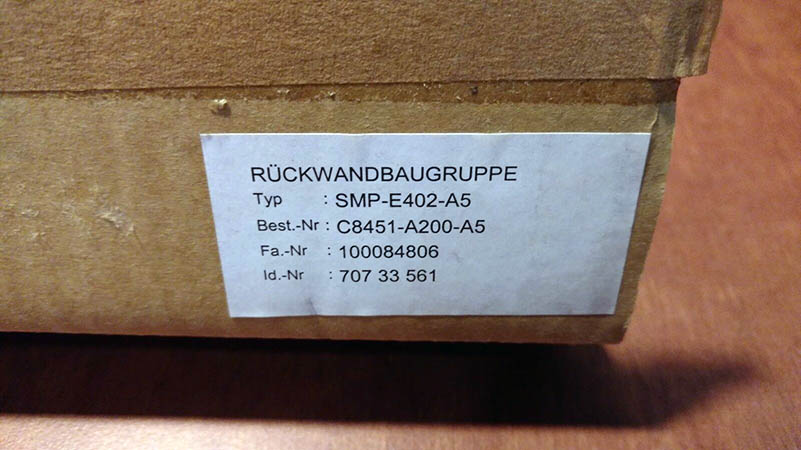 RÜCKWANDBAUGRUPPE
Typ : SMP-E402-A5
Best.-Nr : C8451-A200-A5
Fa.-Nr : 100084806
Id.-Nr : 707 33 561